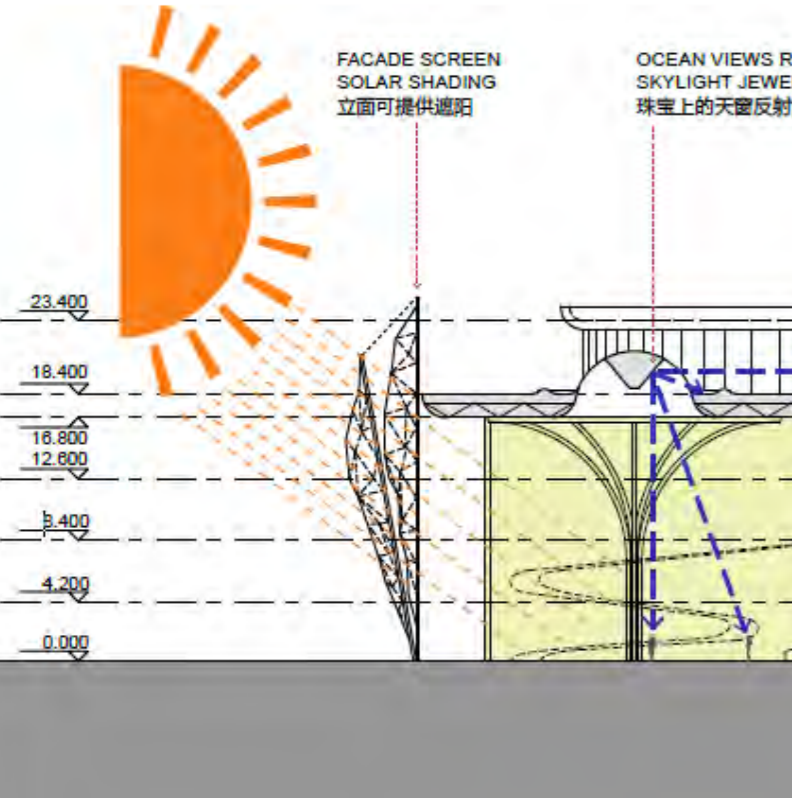 FACADE SCREEN
SOLAR SHADING
立面可提供遮阳
OCEAN VIEWS R
SKYLIGHT JEWE
珠宝上的天窗反射
23.400
18.400
16.800
12.600
8.400
4.200
0.000